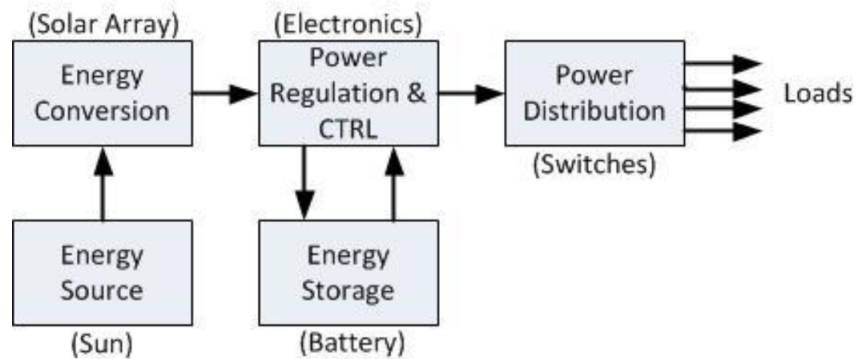 (Solar Array)
Energy
Conversion
(Electronics)
Power
Regulation &
CTRL
Power
Distribution
(Switches)
Loads
Energy
Source
(Sun)
Energy
Storage
(Battery)